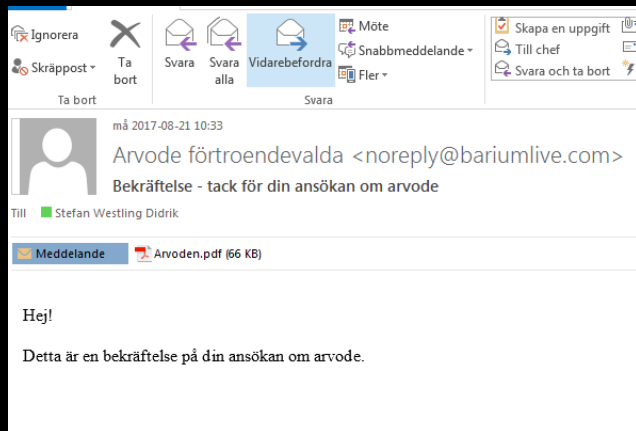 Ignorera
Skräppost
Ta bort
Ta bort
Svara
Svara alla
Vidarebefordra
Möte
Snabbmeddelande
Fler
Svara
Skapa en uppgift
Till chef
Svara och ta bort
må 2017-08-21 10:33
Arvode förtroendevalda <noreply@bariumlive.com>
Bekräftelse - tack för din ansökan om arvode
Till Stefan Westling Didrik
Meddelande Arvoden.pdf (66 KB)
Hej!
Detta är en bekräftelse på din ansökan om arvode.